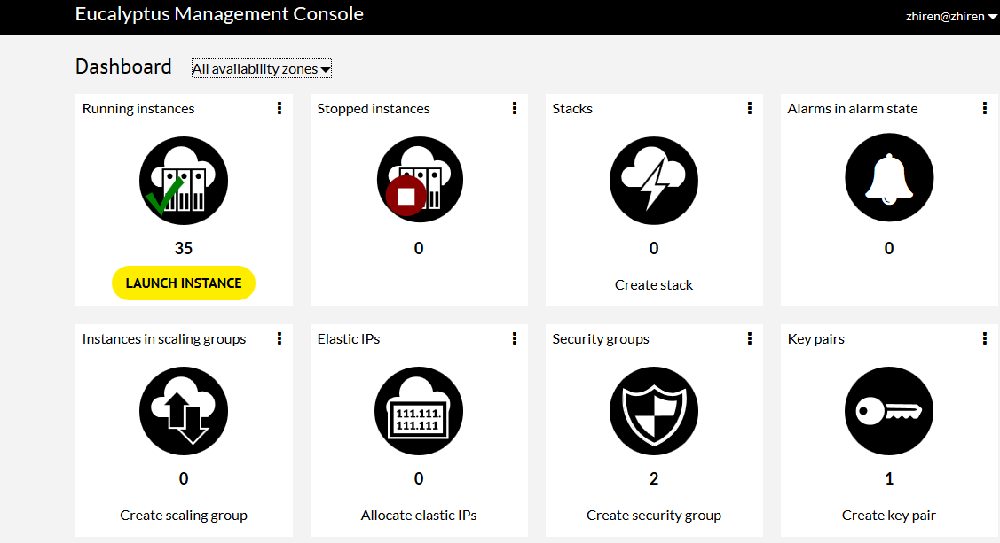 Eucalyptus Management Console
zhiren@zhiren
Dashboard
All availability zones
Running instances
35
LAUNCH INSTANCE
Stopped instances
0
Stacks
0
Create stack
Alarms in alarm state
0
Instances in scaling groups
0
Create scaling group
Elastic IPs
111.111.
111.111
0
Allocate elastic IPs
Security groups
2
Create security group
Key pairs
1
Create key pair